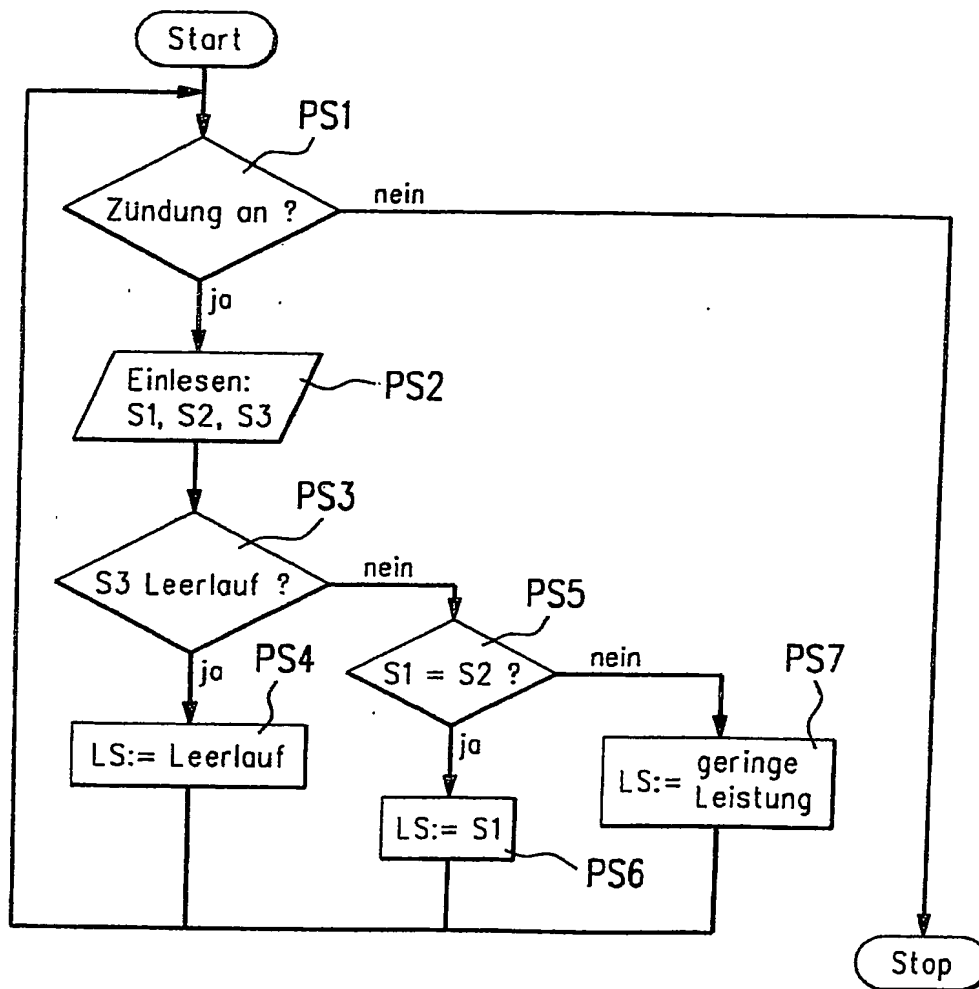 Start
PS1
Zündung an ?
nein
ja
Einlesen:
S1, S2, S3
PS2
PS3
S3 Leerlauf ?
nein
ja
PS4
LS:= Leerlauf
PS5
S1 = S2 ?
nein
ja
PS7
LS:= geringe
Leistung
LS:= S1
PS6
Stop